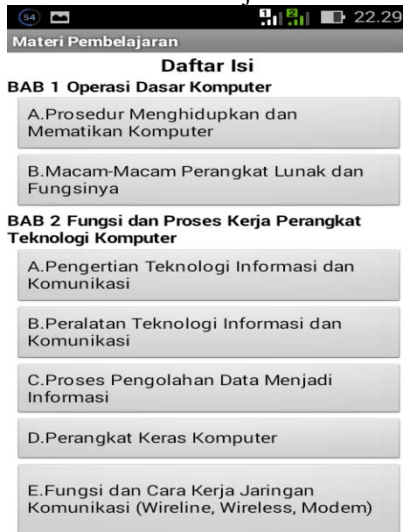 54
1 2 22.29
Materi Pembelajaran
Daftar Isi
BAB 1 Operasi Dasar Komputer
A.Prosedur Menghidupkan dan
Mematikan Komputer
B.Macam-Macam Perangkat Lunak dan
Fungsinya
BAB 2 Fungsi dan Proses Kerja Perangkat
Teknologi Komputer
A.Pengertian Teknologi Informasi dan
Komunikasi
B.Peralatan Teknologi Informasi dan
Komunikasi
C.Proses Pengolahan Data Menjadi
Informasi
D.Perangkat Keras Komputer
E.Fungsi dan Cara Kerja Jaringan
Komunikasi (Wireline, Wireless, Modem)